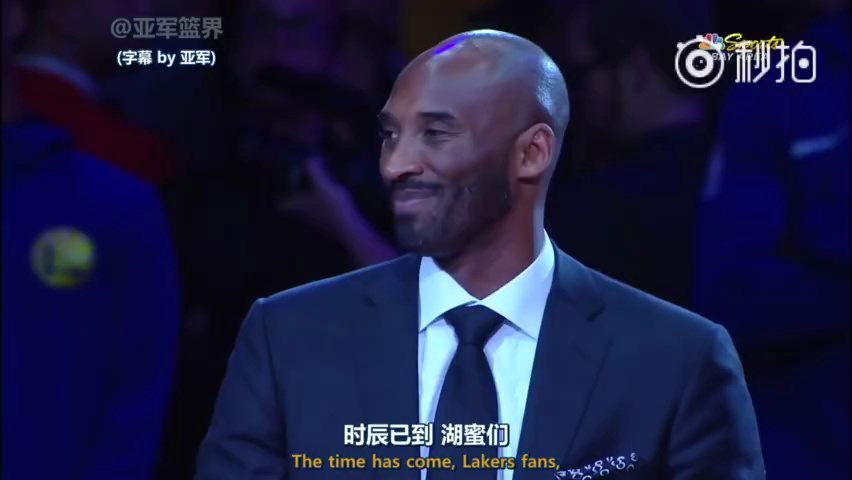 @亚军篮界
(字幕 by 亚军)
Sports
秒拍
时辰已到 湖蜜们
The time has come, Lakers fans,